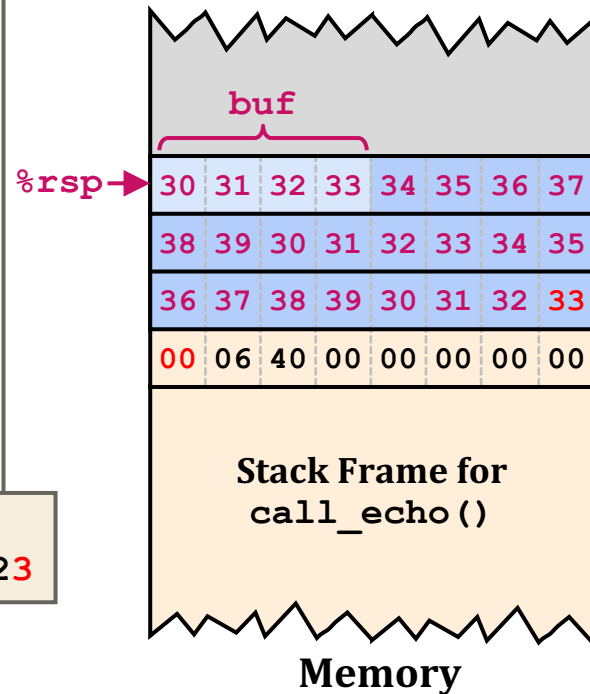 buf
%rsp
30 31 32 33 34 35 36 37
38 39 30 31 32 33 34 35
36 37 38 39 30 31 32 33
00 06 40 00 00 00 00 00
Stack Frame for
call_echo()
23
Memory